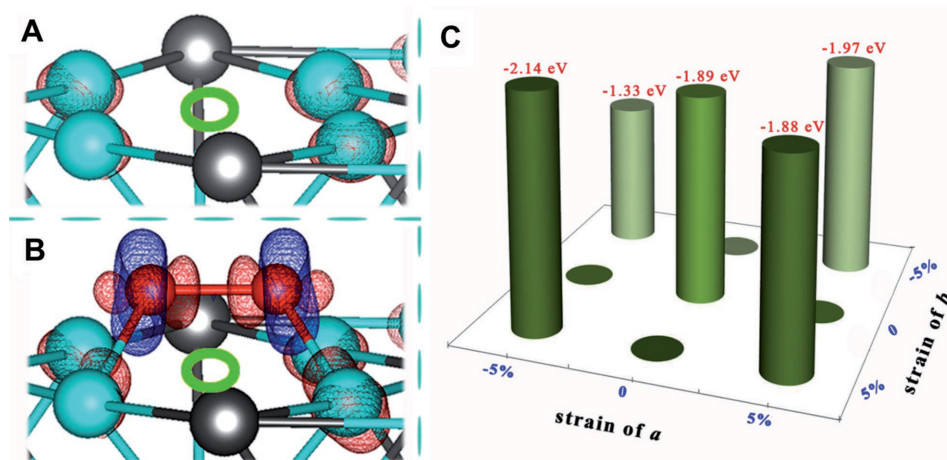 A
B
C
-2.14 eV
-1.33 eV
-1.89 eV
-1.97 eV
-1.88 eV
-5%
0
5%
strain of a
-5%
0
5%
strain of b